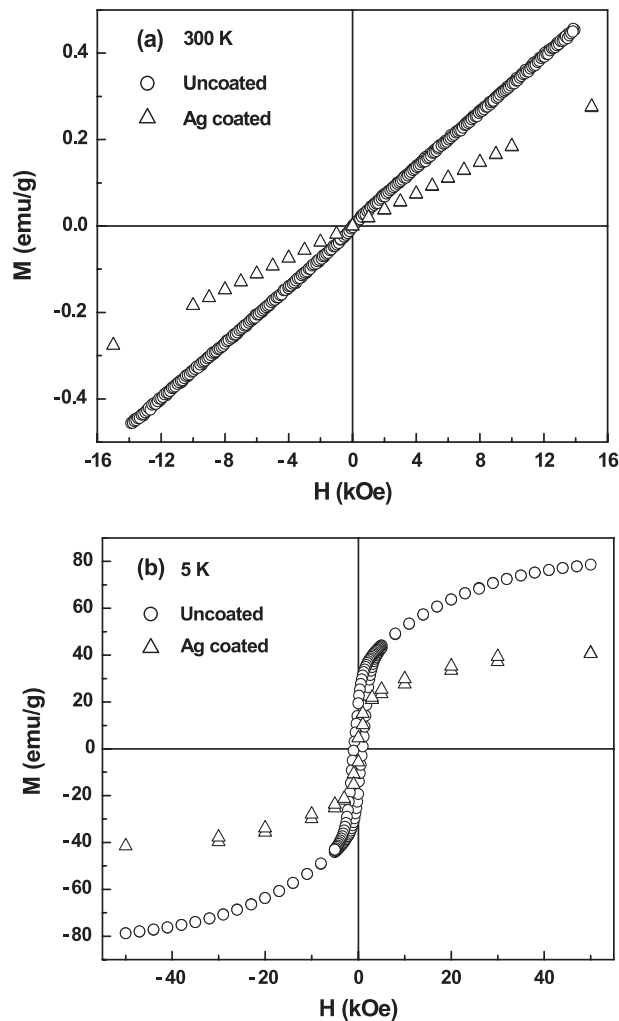 (a) 300 K
Uncoated
Ag coated
0.4
0.2
0.0
-0.2
-0.4
M (emu/g)
-16 -12 -8 -4 0 4 8 12 16
H (kOe)
(b) 5 K
Uncoated
Ag coated
80
60
40
20
0
-20
-40
-60
-80
M (emu/g)
-40 -20 0 20 40
H (kOe)